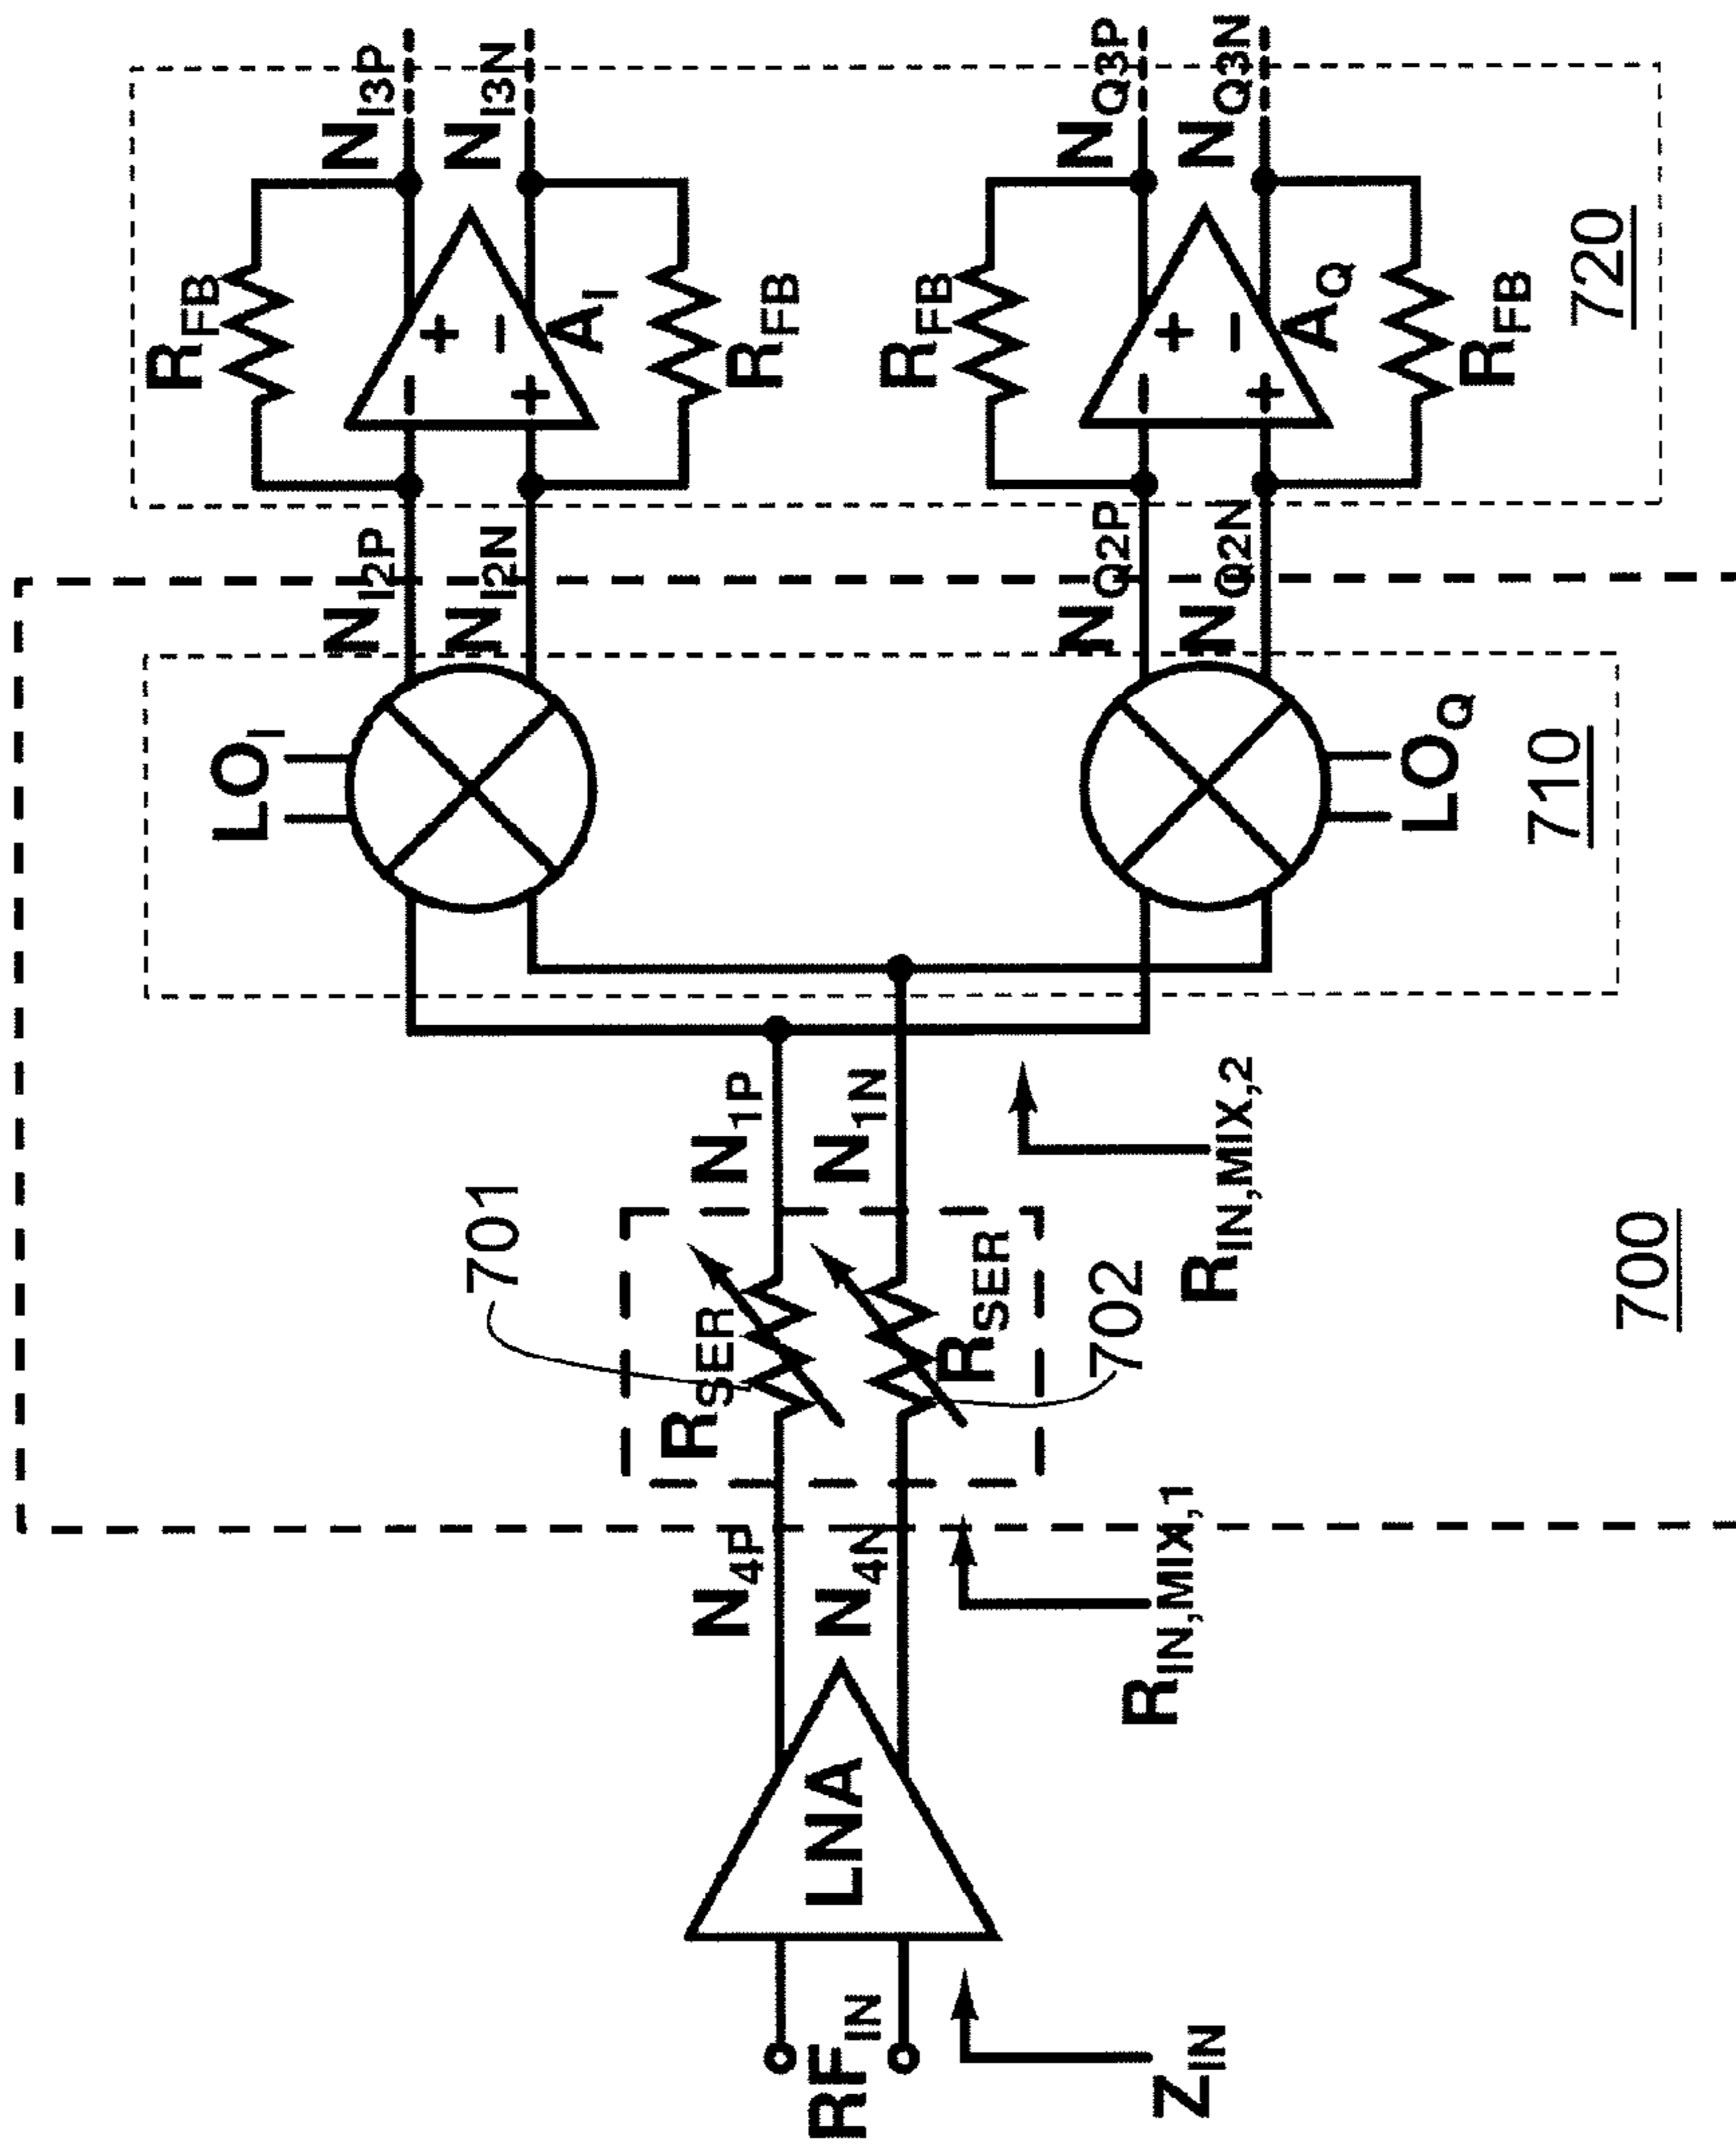 RF_IN
Z_IN
LNA
N_4P
N_4N
R_IN,MIX,1
R_SER
701
R_SER
702
N_1P
N_1N
R_IN,MIX,2
700
LO_I
LO_Q
710
N_I2P
N_I2N
N_Q2P
N_Q2N
R_FB
- +
+ -
A_I
R_FB
N_I3P
N_I3N
R_FB
- +
+ -
A_Q
R_FB
N_Q3P
N_Q3N
720